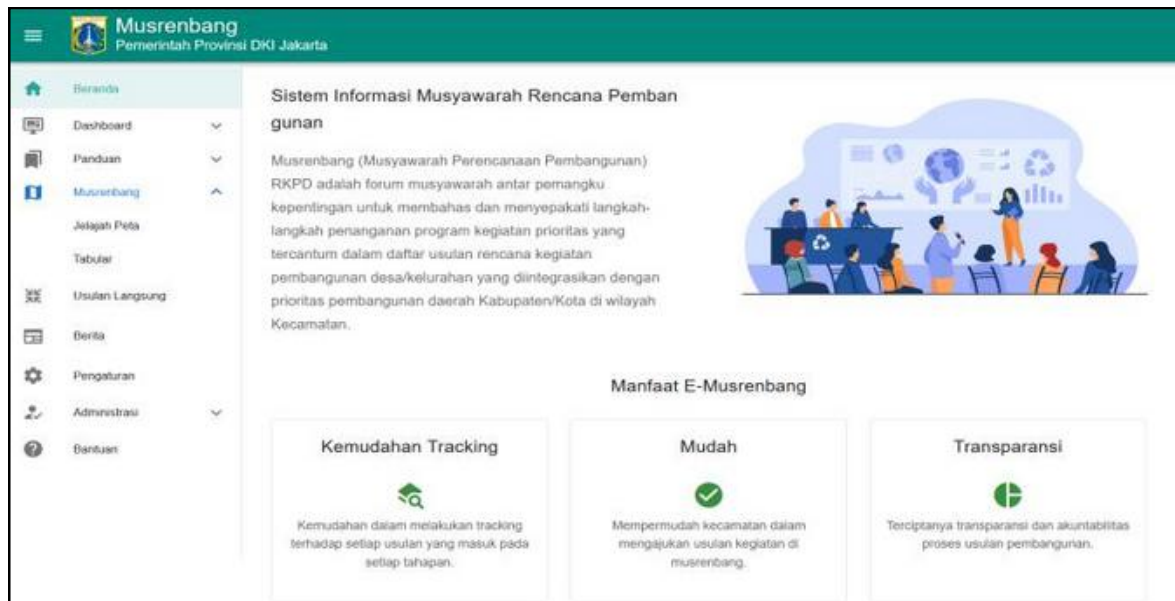 Musrenbang
Pemerintah Provinsi DKI Jakarta
Beranda
Dashboard
Panduan
Musrenbang
Jelajah Peta
Tabular
Usulan Langsung
Berita
Pengaturan
Administrasi
Bantuan
Sistem Informasi Musyawarah Rencana Pemban
gunan
Musrenbang (Musyawarah Perencanaan Pembangunan)
RKPD adalah forum musyawarah antar pemangku
kepentingan untuk membahas dan menyepakati langkah-
langkah penanganan program kegiatan prioritas yang
tercantum dalam daftar usulan rencana kegiatan
pembangunan desa/kelurahan yang diintegrasikan dengan
prioritas pembangunan daerah Kabupaten/Kota di wilayah
Kecamatan.
Manfaat E-Musrenbang
Kemudahan Tracking
Kemudahan dalam melakukan tracking
terhadap setiap usulan yang masuk pada
setiap tahapan.
Mudah
Mempermudah kecamatan dalam
mengajukan usulan kegiatan di
musrenbang.
Transparansi
Terciptanya transparansi dan akuntabilitas
proses usulan pembangunan.